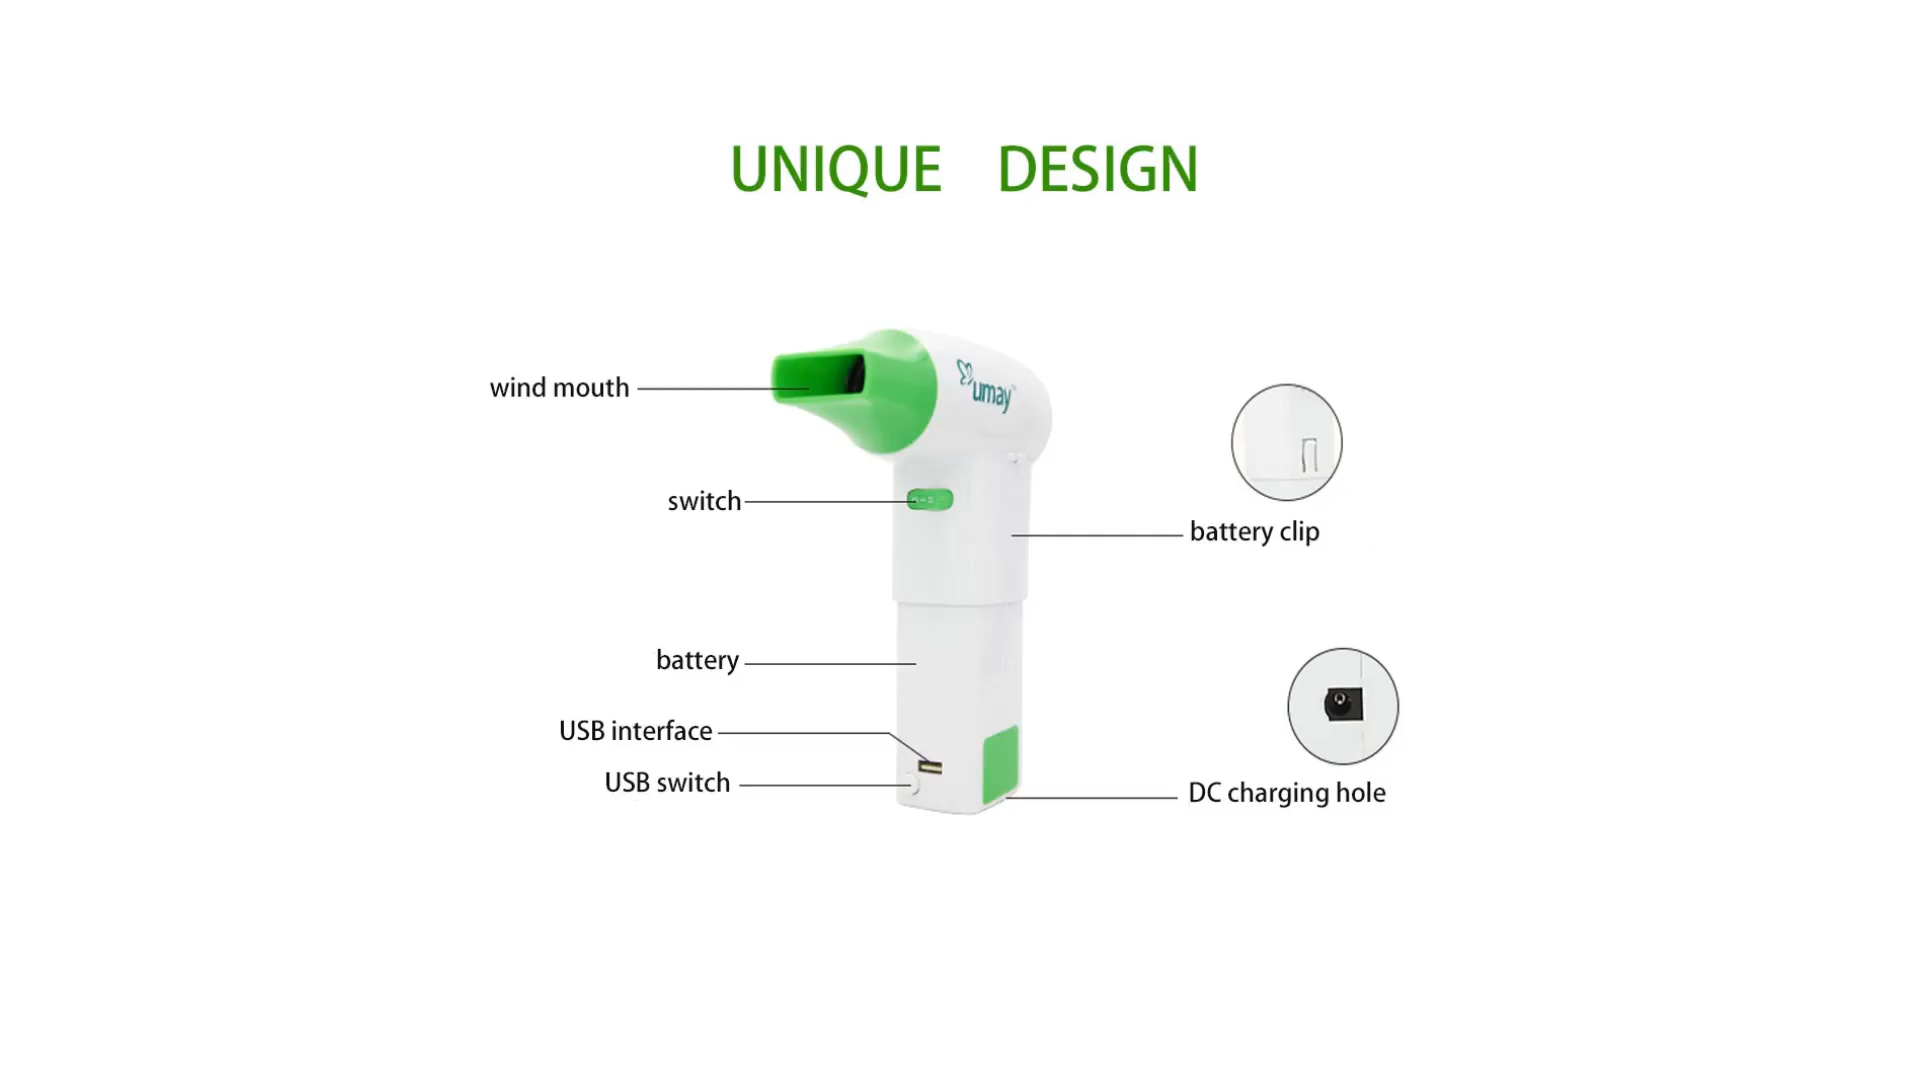 UNIQUE DESIGN
umay
wind mouth
switch
battery clip
battery
USB interface
USB switch
DC charging hole